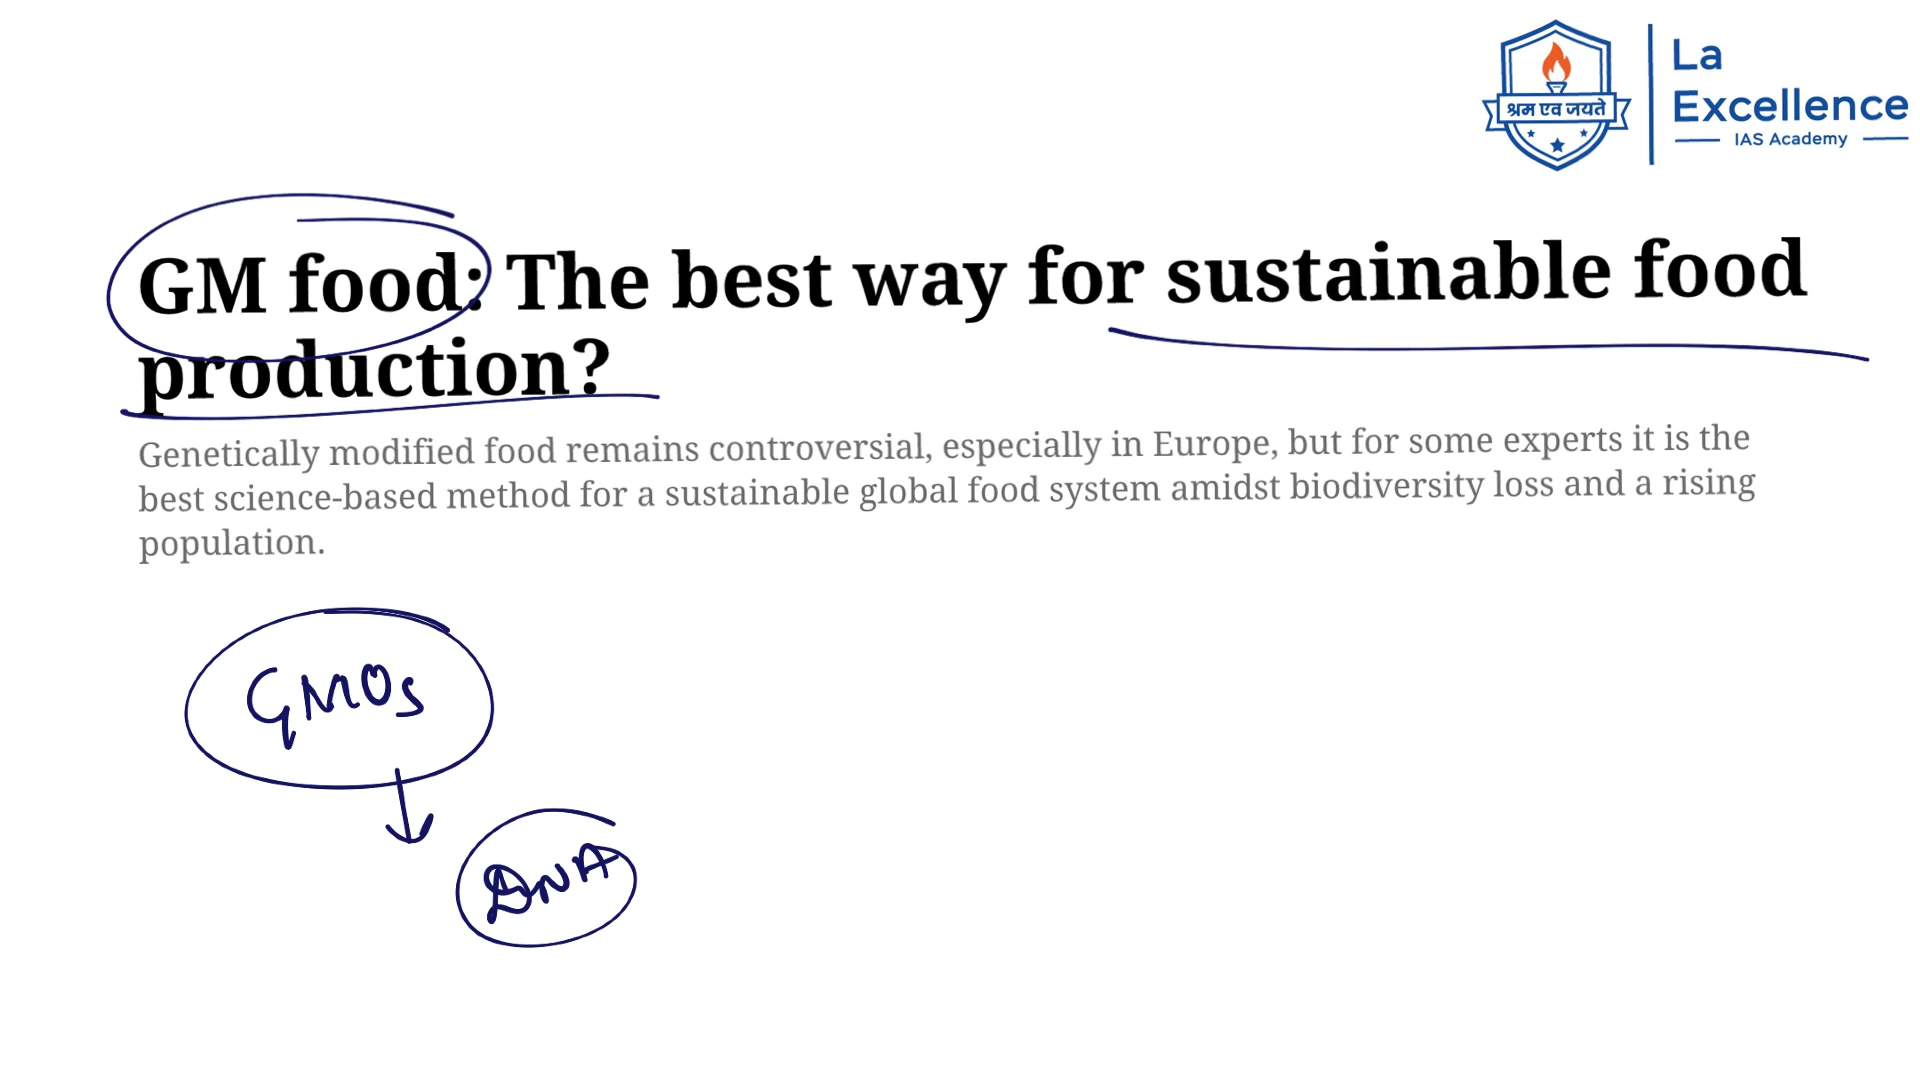 श्रम एव जयते
La
Excellence
IAS Academy
GM food: The best way for sustainable food
production?
Genetically modified food remains controversial, especially in Europe, but for some experts it is the
best science-based method for a sustainable global food system amidst biodiversity loss and a rising
population.
GMOs
DNA